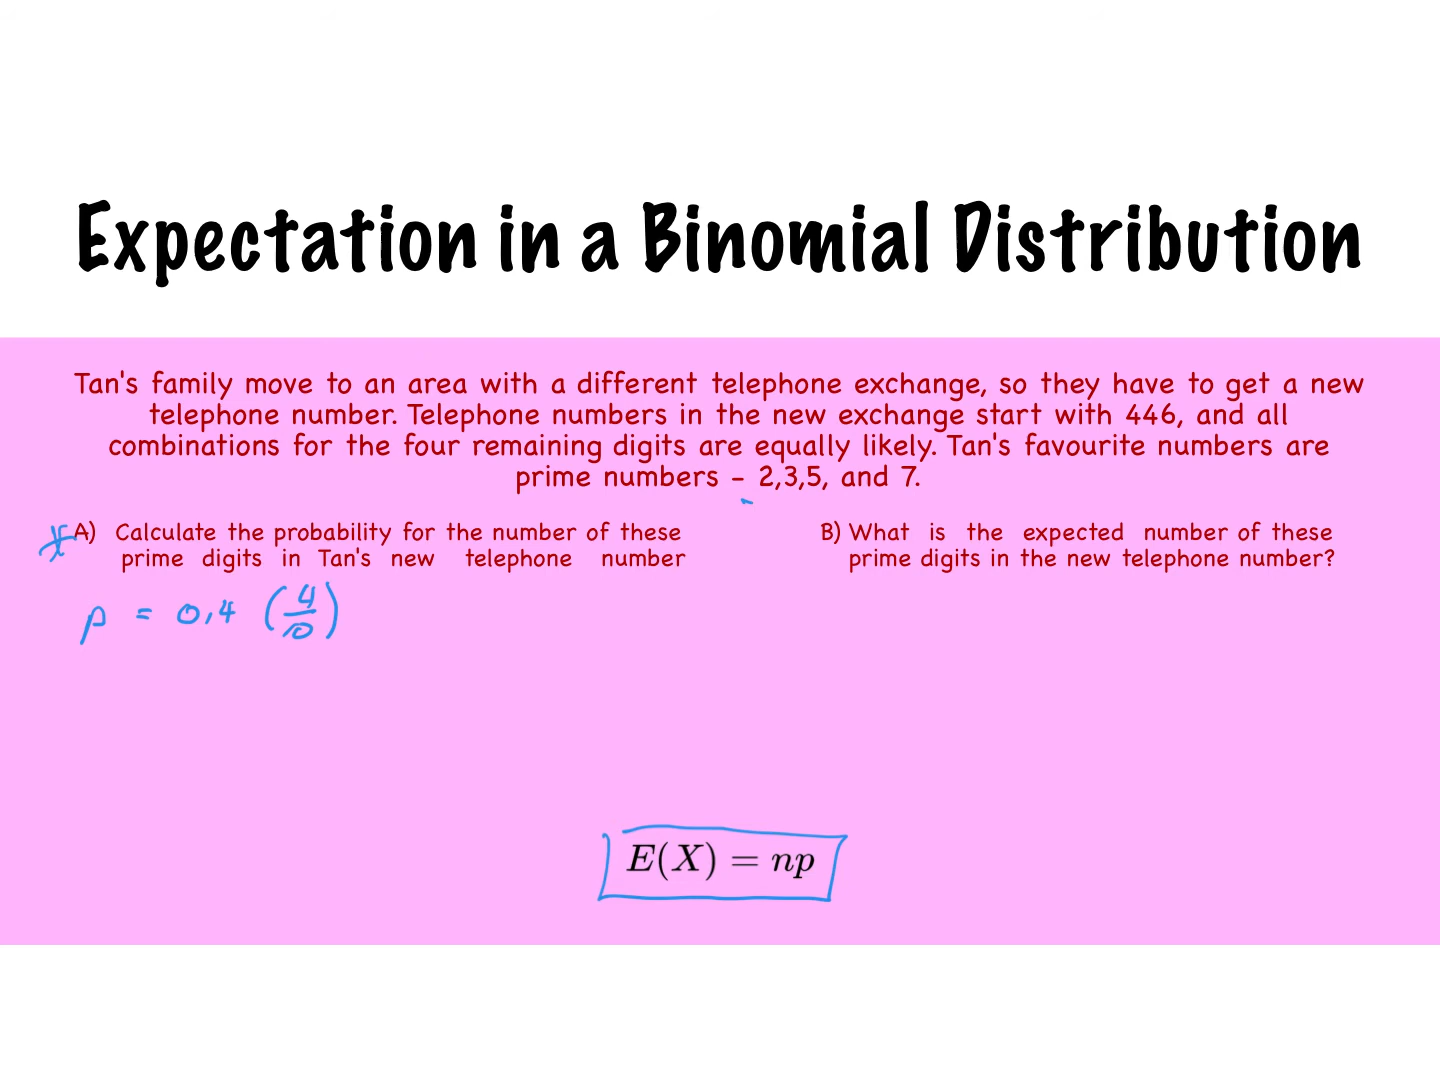 Expectation in a Binomial Distribution
Tan's family move to an area with a different telephone exchange, so they have to get a new
telephone number. Telephone numbers in the new exchange start with 446, and all
combinations for the four remaining digits are equally likely. Tan's favourite numbers are
prime numbers - 2,3,5, and 7.
A) Calculate the probability for the number of these
prime digits in Tan's new telephone number
B) What is the expected number of these
prime digits in the new telephone number?
p = 0,4 (4/10)
E(X) = np